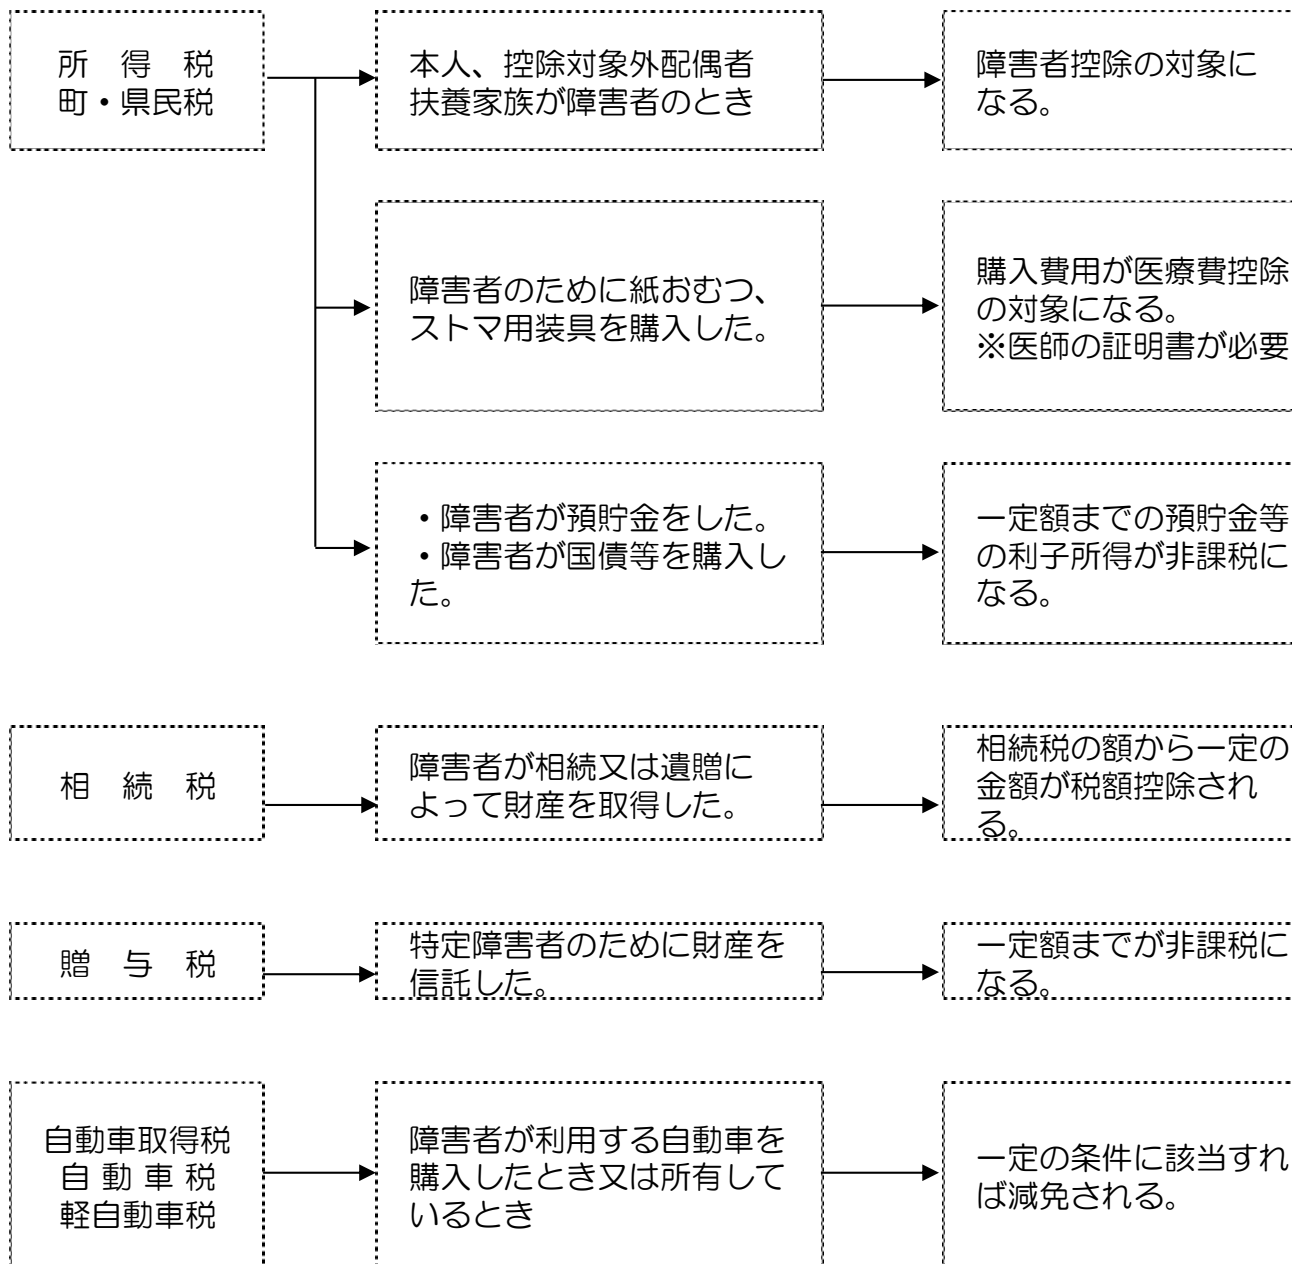 所　得　税
町・県民税
本人、控除対象外配偶者
扶養家族が障害者のとき
障害者控除の対象に
なる。
障害者のために紙おむつ、
ストマ用装具を購入した。
購入費用が医療費控除
の対象になる。
※医師の証明書が必要
・障害者が預貯金をした。
・障害者が国債等を購入し
た。
一定額までの預貯金等
の利子所得が非課税に
なる。
相　続　税
障害者が相続又は遺贈に
よって財産を取得した。
相続税の額から一定の
金額が税額控除され
る。
贈　与　税
特定障害者のために財産を
信託した。
一定額までが非課税に
なる。
自動車取得税
自 動 車 税
軽自動車税
障害者が利用する自動車を
購入したとき又は所有して
いるとき
一定の条件に該当すれ
ば減免される。